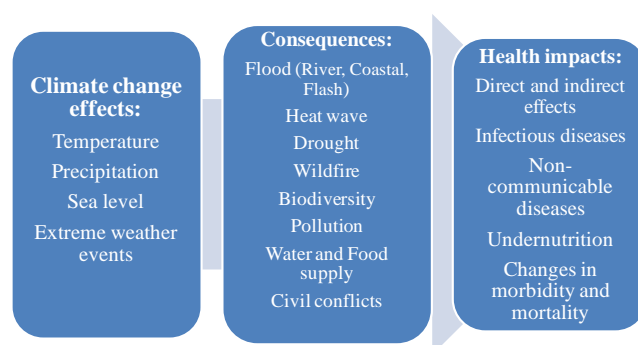 Climate change
effects:
Temperature
Precipitation
Sea level
Extreme weather
events
Consequences:
Flood (River, Coastal,
Flash)
Heat wave
Drought
Wildfire
Biodiversity
Pollution
Water and Food
supply
Civil conflicts
Health impacts:
Direct and indirect
effects
Infectious diseases
Non-
communicable
diseases
Undernutrition
Changes in
morbidity and
mortality